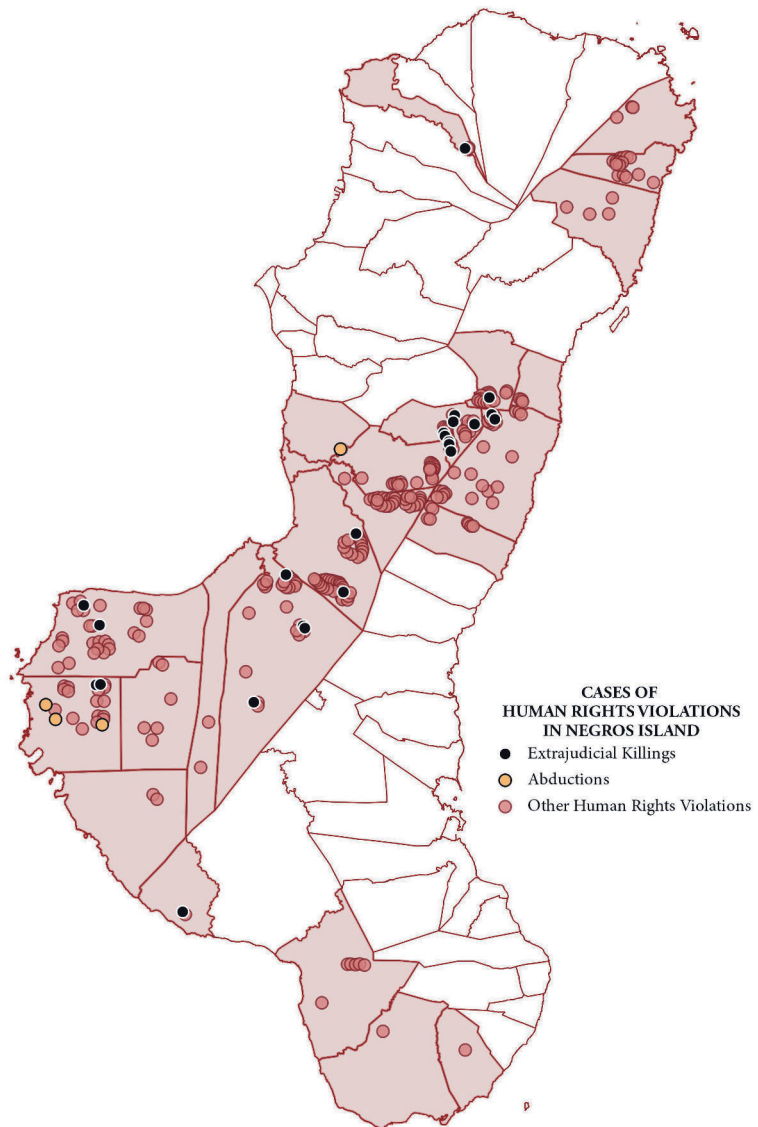 CASES OF
HUMAN RIGHTS VIOLATIONS
IN NEGROS ISLAND
Extrajudicial Killings
Abductions
Other Human Rights Violations